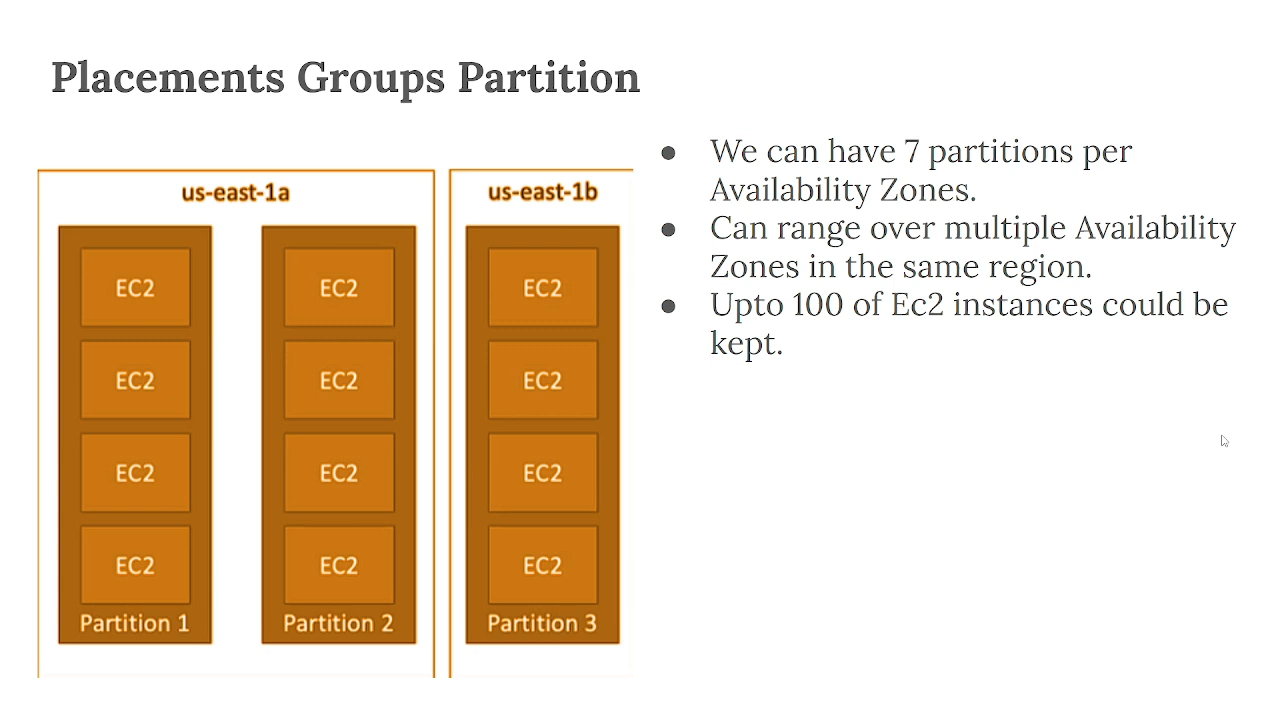 Placements Groups Partition
us-east-1a
EC2
EC2
EC2
EC2
Partition 1
EC2
EC2
EC2
EC2
Partition 2
us-east-1b
EC2
EC2
EC2
EC2
Partition 3
● We can have 7 partitions per
Availability Zones.
● Can range over multiple Availability
Zones in the same region.
● Upto 100 of Ec2 instances could be
kept.